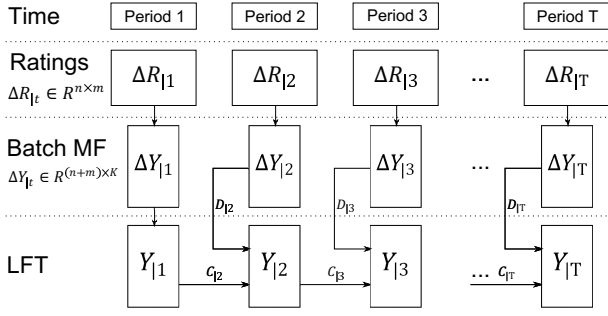 Time Period 1 Period 2 Period 3 Period T
Ratings
ΔR|t ∈ R^{n×m}
ΔR|1 ΔR|2 ΔR|3 ... ΔR|T
Batch MF
ΔY|t ∈ R^{(n+m)×K}
ΔY|1 ΔY|2 ΔY|3 ... ΔY|T
D|2 D|3 D|T
LFT
Y|1 C|2 Y|2 C|3 Y|3 ... C|T Y|T